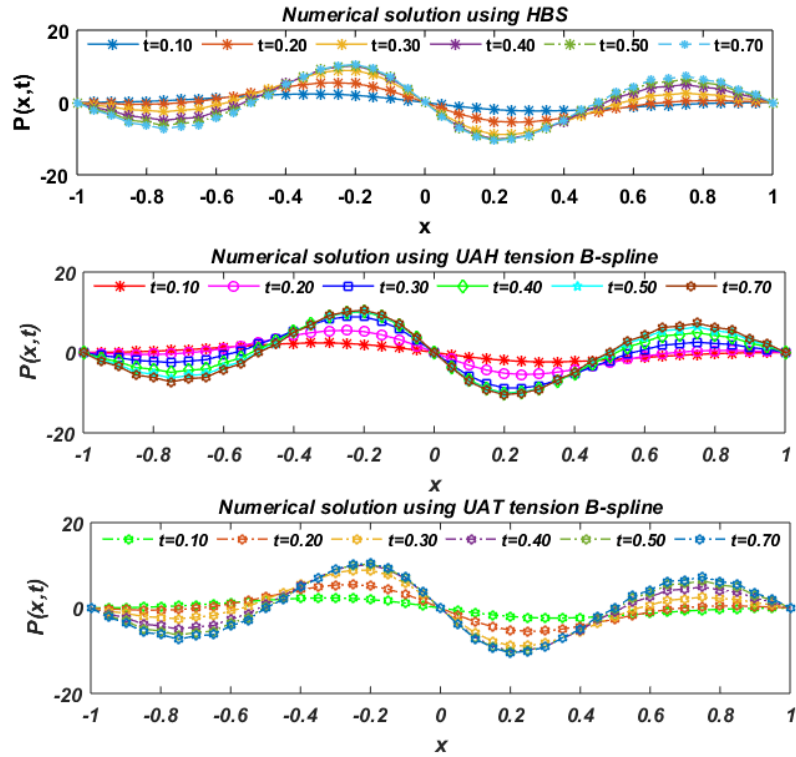 Numerical solution using HBS
20
t=0.10 t=0.20 t=0.30 t=0.40 t=0.50 t=0.70
P(x,t)
0
-20
-1 -0.8 -0.6 -0.4 -0.2 0 0.2 0.4 0.6 0.8 1
x
Numerical solution using UAH tension B-spline
20
t=0.10 t=0.20 t=0.30 t=0.40 t=0.50 t=0.70
P(x,t)
0
-20
-1 -0.8 -0.6 -0.4 -0.2 0 0.2 0.4 0.6 0.8 1
x
Numerical solution using UAT tension B-spline
20
t=0.10 t=0.20 t=0.30 t=0.40 t=0.50 t=0.70
P(x,t)
0
-20
-1 -0.8 -0.6 -0.4 -0.2 0 0.2 0.4 0.6 0.8 1
x